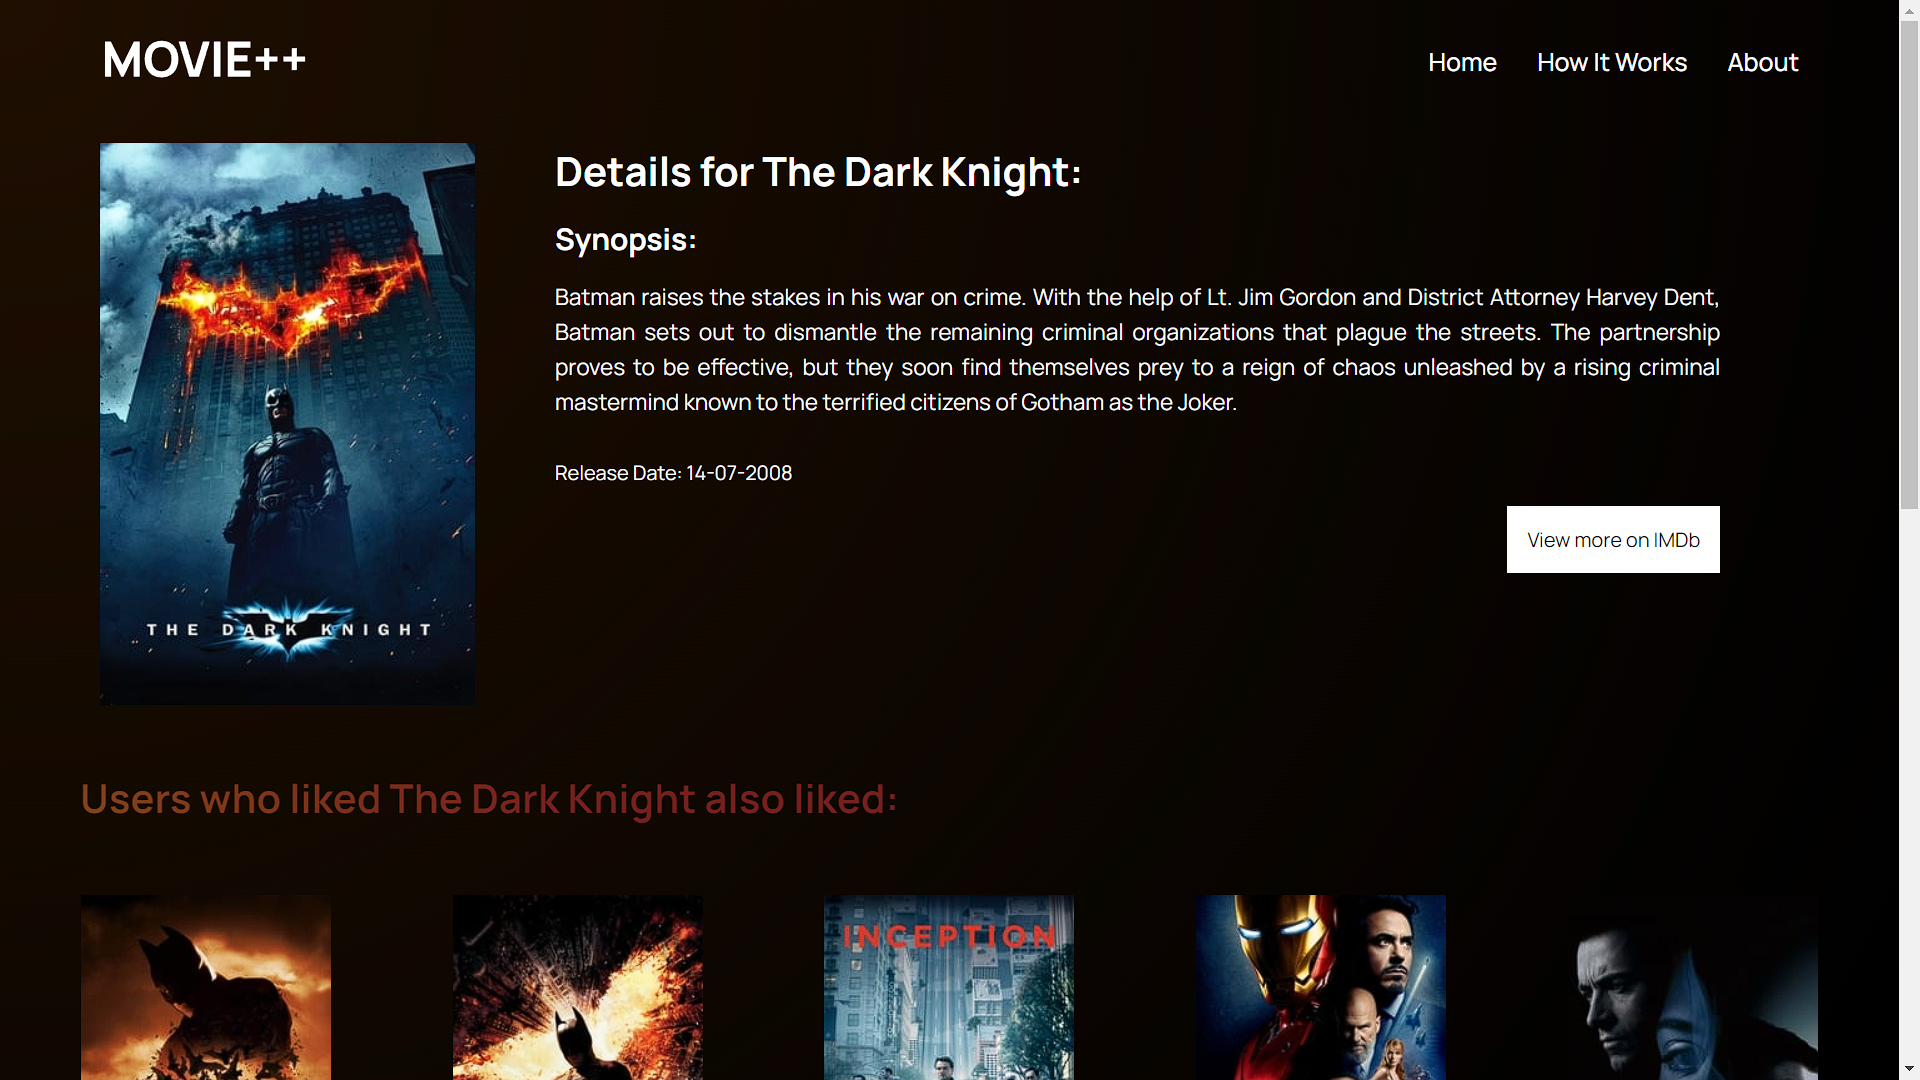 MOVIE++
Home
How It Works
About
Details for The Dark Knight:
Synopsis:
Batman raises the stakes in his war on crime. With the help of Lt. Jim Gordon and District Attorney Harvey Dent,
Batman sets out to dismantle the remaining criminal organizations that plague the streets. The partnership
proves to be effective, but they soon find themselves prey to a reign of chaos unleashed by a rising criminal
mastermind known to the terrified citizens of Gotham as the Joker.
Release Date: 14-07-2008
View more on IMDb
THE DARK KNIGHT
Users who liked The Dark Knight also liked:
INCEPTION